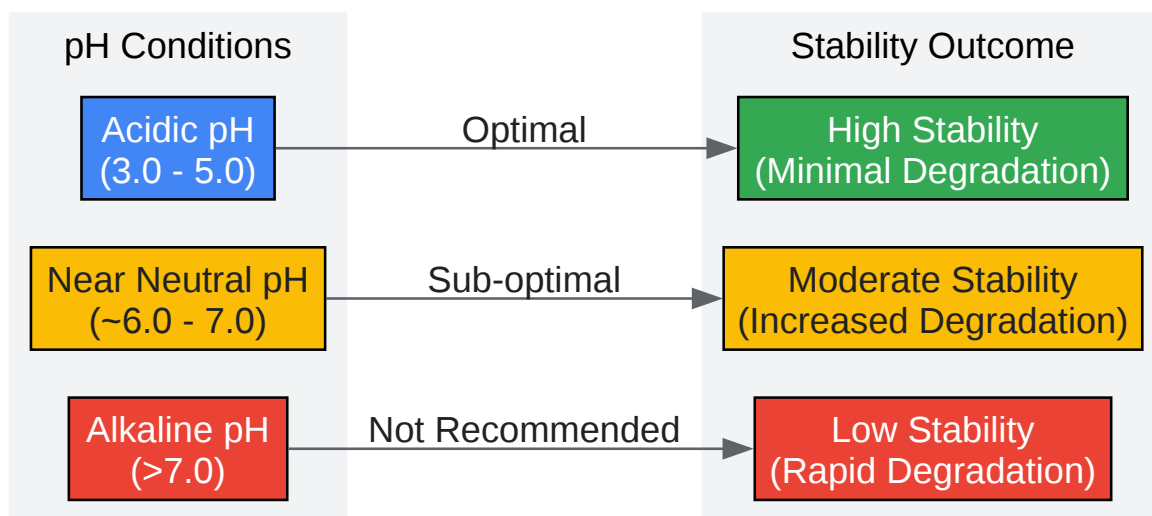 pH Conditions
Stability Outcome
Acidic pH
(3.0 - 5.0)
Optimal
High Stability
(Minimal Degradation)
Near Neutral pH
(~6.0 - 7.0)
Sub-optimal
Moderate Stability
(Increased Degradation)
Alkaline pH
(>7.0)
Not Recommended
Low Stability
(Rapid Degradation)